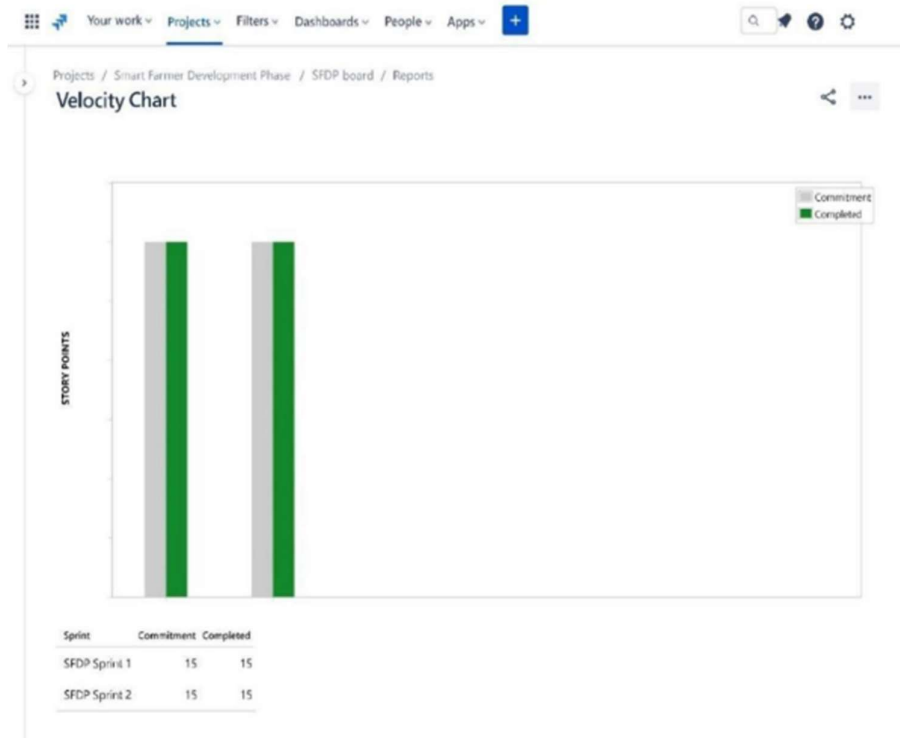 Your work Projects Filters Dashboards People Apps +
Projects / Smart Farmer Development Phase / SFDP board / Reports
Velocity Chart
Commitment
Completed
STORY POINTS
Sprint Commitment Completed
SFDP Sprint 1 15 15
SFDP Sprint 2 15 15